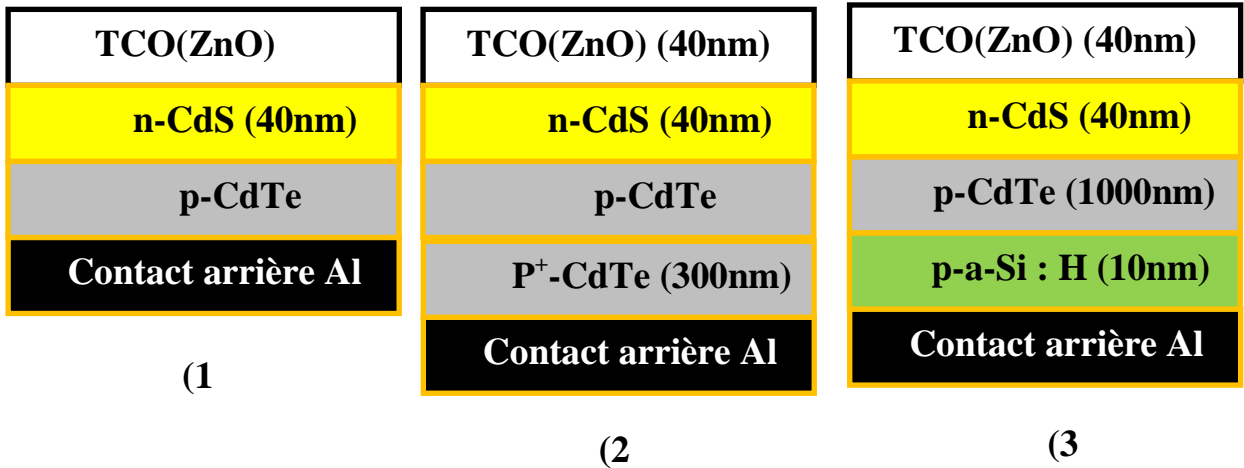 TCO(ZnO)
n-CdS (40nm)
p-CdTe
Contact arrière Al
(1
TCO(ZnO) (40nm)
n-CdS (40nm)
p-CdTe
P⁺-CdTe (300nm)
Contact arrière Al
(2
TCO(ZnO) (40nm)
n-CdS (40nm)
p-CdTe (1000nm)
p-a-Si : H (10nm)
Contact arrière Al
(3